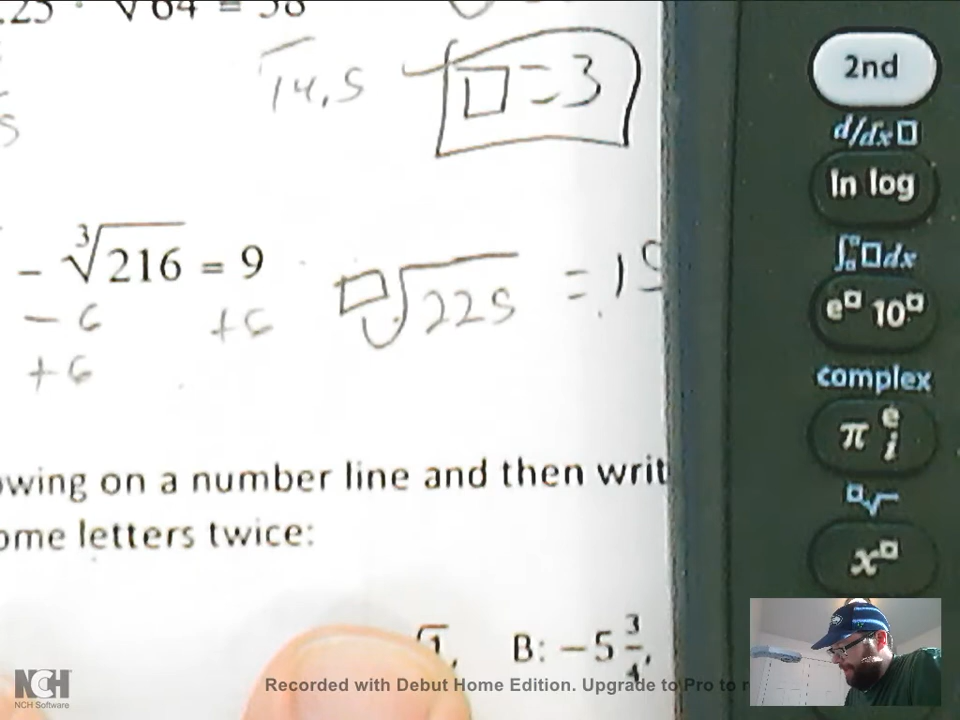 √64 = 58
14.5 □ = 3
- ∛216 = 9 □√225 = 15
- 6 +6
+6
owing on a number line and then writ
ome letters twice:
B: -5 3/4,
2nd
d/dx□
ln log
∫□dx
e□ 10□
complex
π e i
□√
x□
NCH
NCH Software
Recorded with Debut Home Edition. Upgrade to Pro to